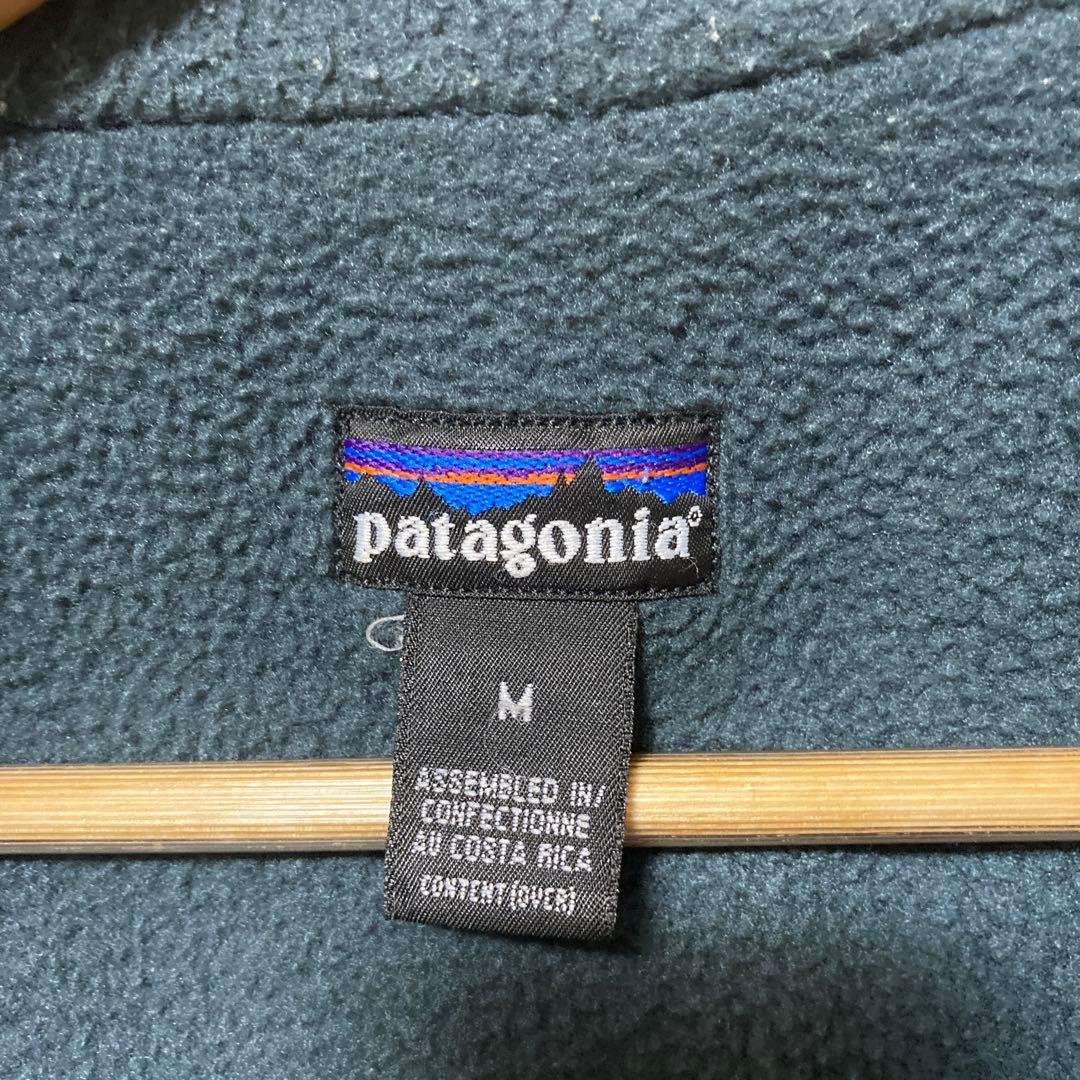 patagonia®
M
ASSEMBLED IN/
CONFECTIONNE
AU COSTA RICA
CONTENT (OVER)